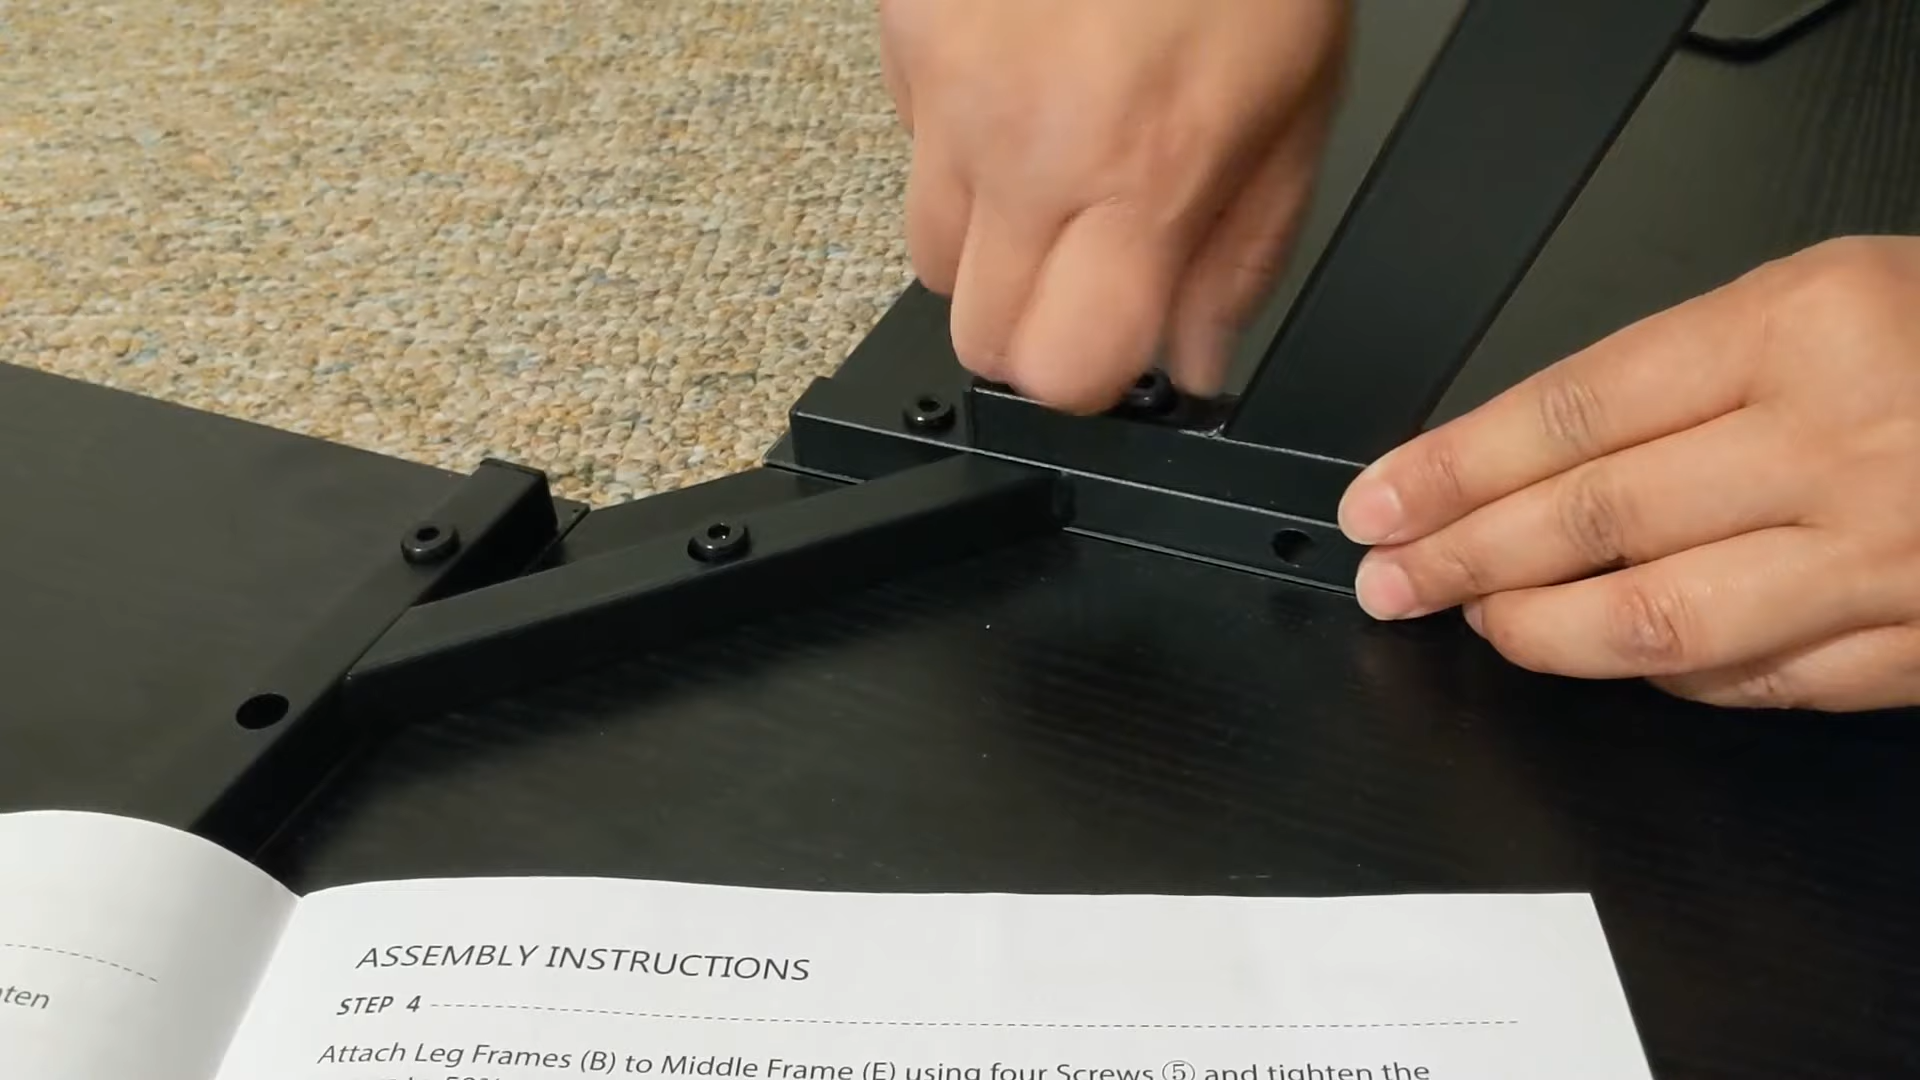 ASSEMBLY INSTRUCTIONS
STEP 4
Attach Leg Frames (B) to Middle Frame (E) using four Screws ⑤ and tighten the